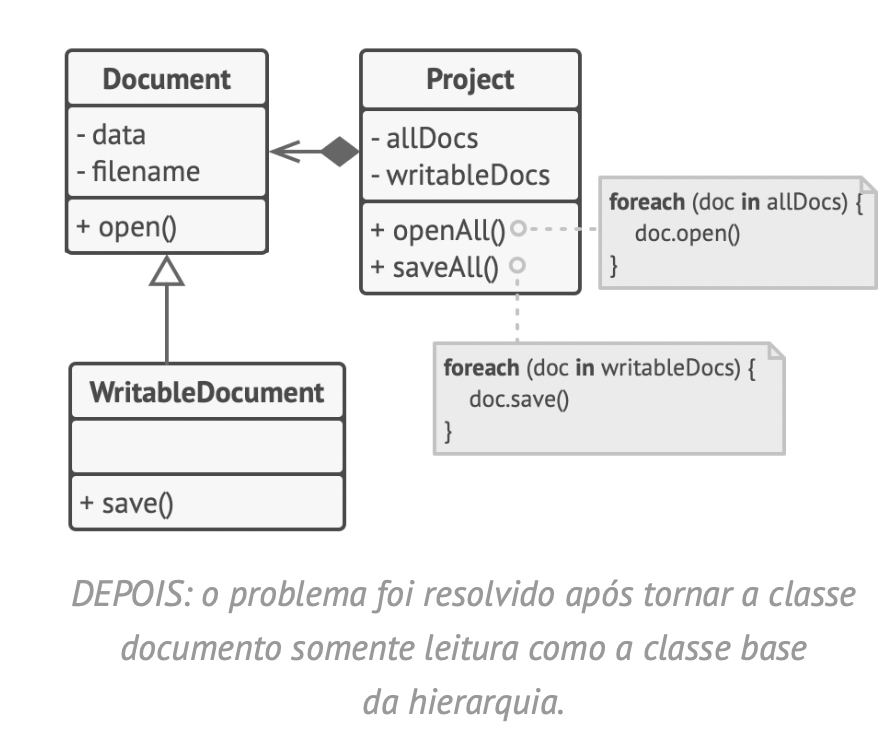 Document
- data
- filename
+ open()
Project
- allDocs
- writableDocs
+ openAll()
+ saveAll()
foreach (doc in allDocs) {
doc.open()
}
foreach (doc in writableDocs) {
doc.save()
}
WritableDocument
+ save()
DEPOIS: o problema foi resolvido após tornar a classe
documento somente leitura como a classe base
da hierarquia.